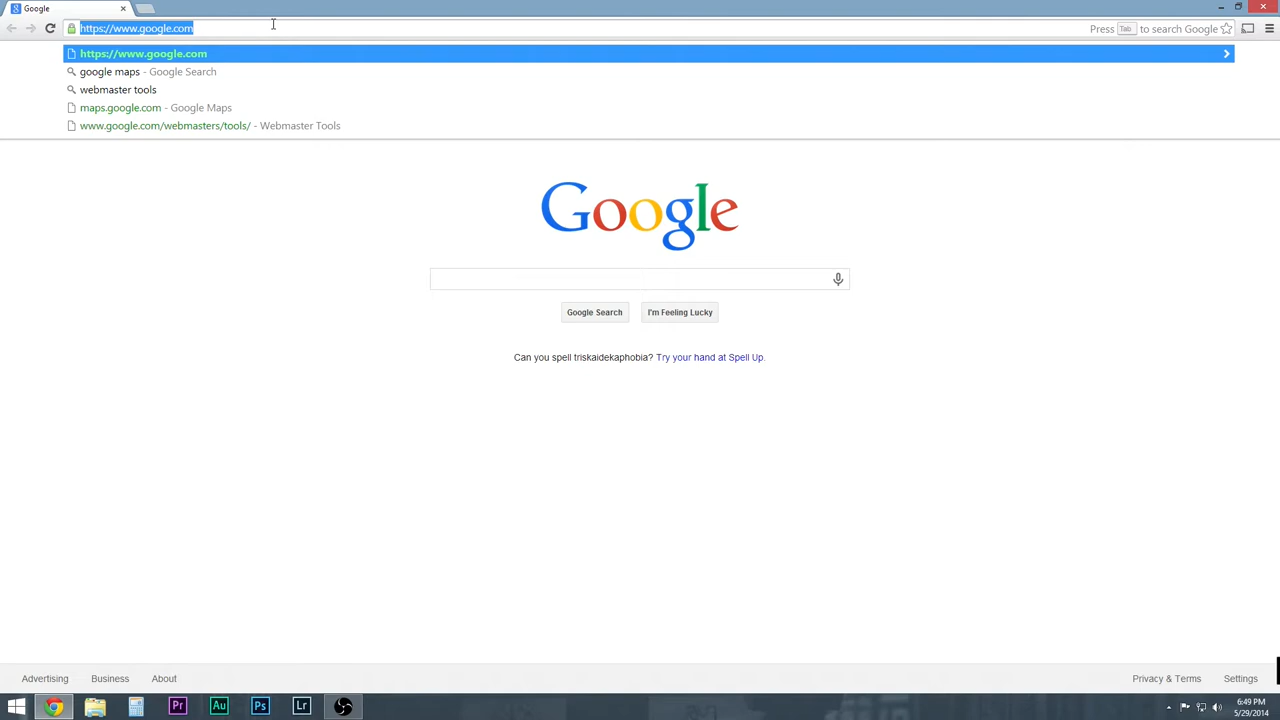 Google
https://www.google.com
Press Tab to search Google
https://www.google.com
google maps - Google Search
webmaster tools
maps.google.com - Google Maps
www.google.com/webmasters/tools/ - Webmaster Tools
Google
Google Search
I'm Feeling Lucky
Can you spell triskaidekaphobia? Try your hand at Spell Up.
Advertising
Business
About
Privacy & Terms
Settings
Pr
Au
Ps
Lr
6:49 PM
5/29/2014